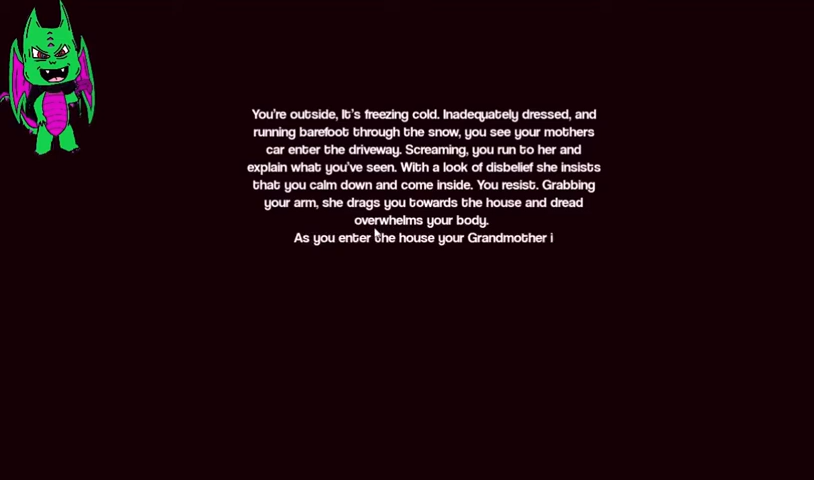 You're outside, It's freezing cold. Inadequately dressed, and
running barefoot through the snow, you see your mothers
car enter the driveway. Screaming, you run to her and
explain what you've seen. With a look of disbelief she insists
that you calm down and come inside. You resist. Grabbing
your arm, she drags you towards the house and dread
overwhelms your body.
As you enter the house your Grandmother i